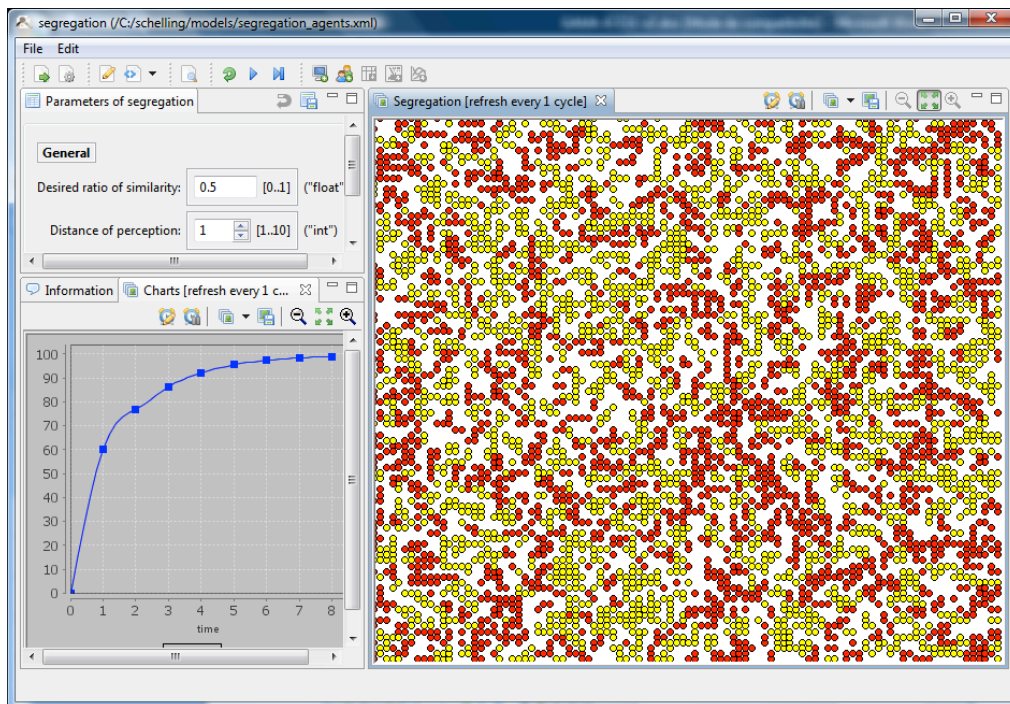 segregation (/C:/schelling/models/segregation_agents.xml)
File Edit
Parameters of segregation
General
Desired ratio of similarity: 0.5 [0..1] ("float"
Distance of perception: 1 [1..10] ("int")
Information Charts [refresh every 1 c...
100
90
80
70
60
50
40
30
20
10
0
0 1 2 3 4 5 6 7 8
time
Segregation [refresh every 1 cycle]